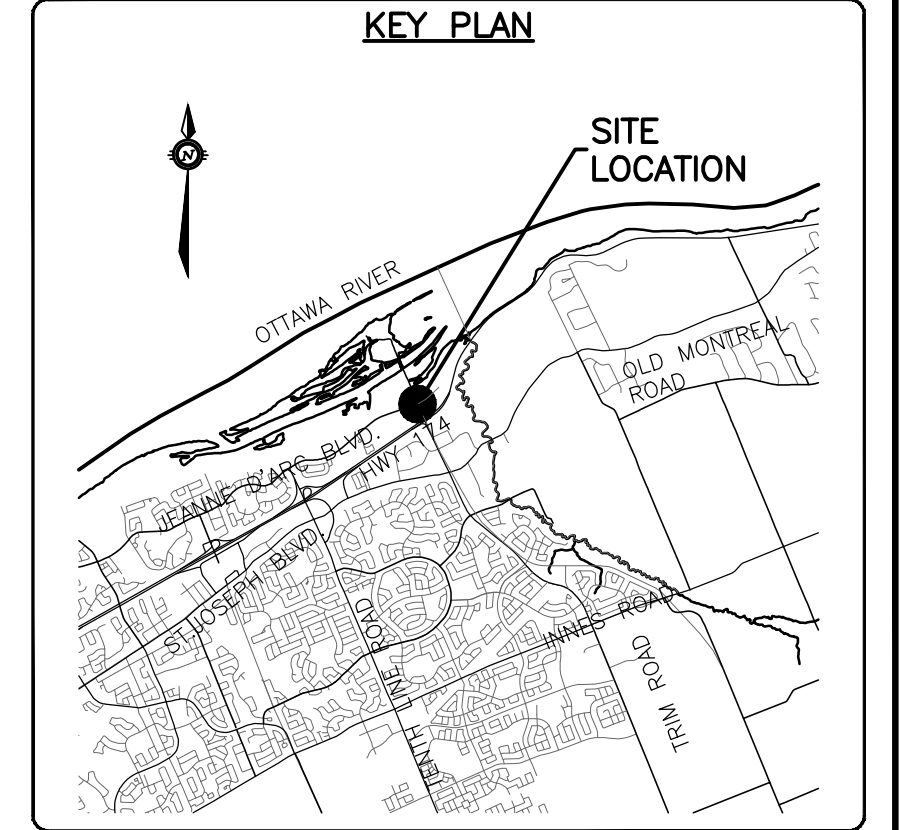 KEY PLAN
N
SITE
LOCATION
OTTAWA RIVER
OLD MONTREAL
ROAD
JEANNE D'ARC BLVD.
HWY 174
ST.JOSEPH BLVD.
INNES ROAD
TENTH LINE ROAD
TRIM ROAD